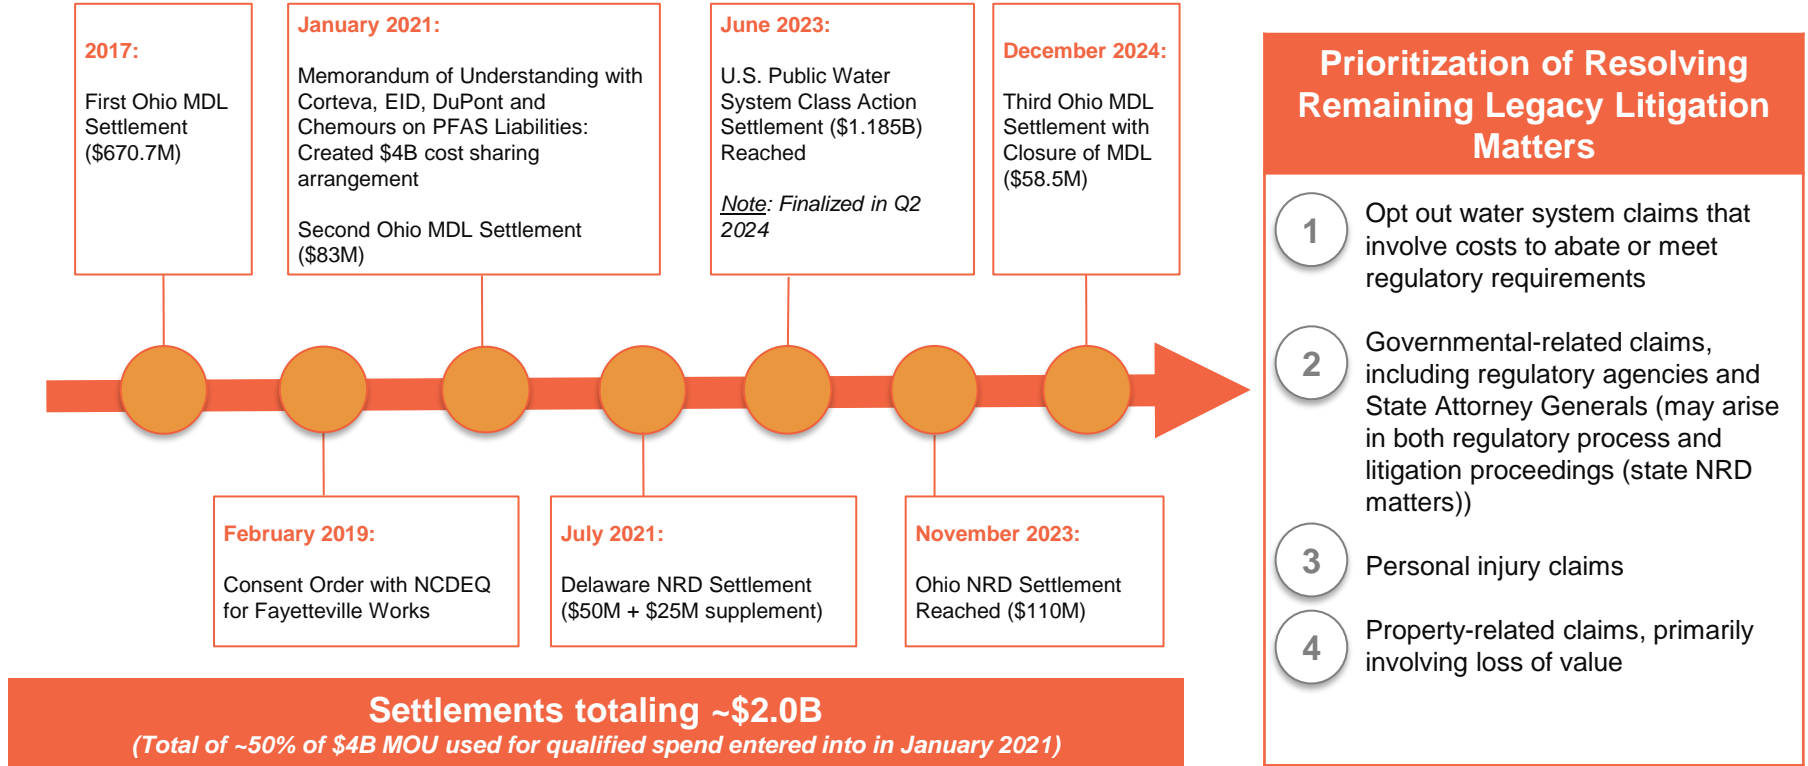 2017:
First Ohio MDL
Settlement
($670.7M)
January 2021:
Memorandum of Understanding with
Corteva, EID, DuPont and
Chemours on PFAS Liabilities:
Created $4B cost sharing
arrangement
Second Ohio MDL Settlement
($83M)
June 2023:
U.S. Public Water
System Class Action
Settlement ($1.185B)
Reached
Note: Finalized in Q2
2024
December 2024:
Third Ohio MDL
Settlement with
Closure of MDL
($58.5M)
February 2019:
Consent Order with NCDEQ
for Fayetteville Works
July 2021:
Delaware NRD Settlement
($50M + $25M supplement)
November 2023:
Ohio NRD Settlement
Reached ($110M)
Settlements totaling ~$2.0B
(Total of ~50% of $4B MOU used for qualified spend entered into in January 2021)
Prioritization of Resolving
Remaining Legacy Litigation
Matters
1
Opt out water system claims that
involve costs to abate or meet
regulatory requirements
2
Governmental-related claims,
including regulatory agencies and
State Attorney Generals (may arise
in both regulatory process and
litigation proceedings (state NRD
matters))
3
Personal injury claims
4
Property-related claims, primarily
involving loss of value